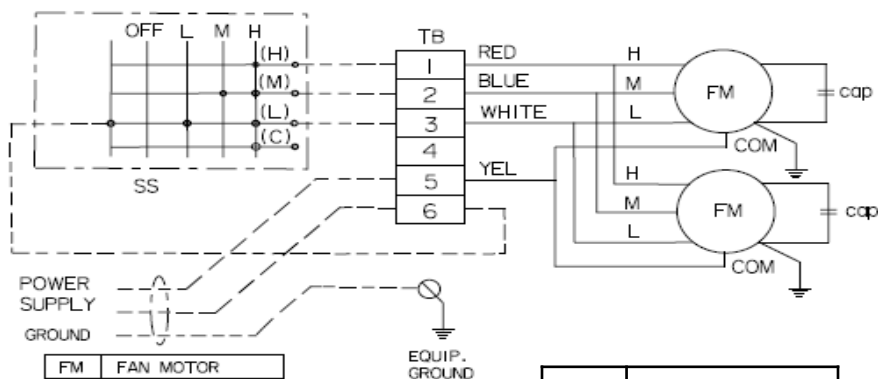 OFF L M H
(H)
(M)
(L)
(C)
SS
TB
1
2
3
4
5
6
RED
BLUE
WHITE
YEL
H
M
L
FM
cap
COM
H
M
L
FM
cap
COM
POWER
SUPPLY
GROUND
EQUIP.
GROUND
FM FAN MOTOR